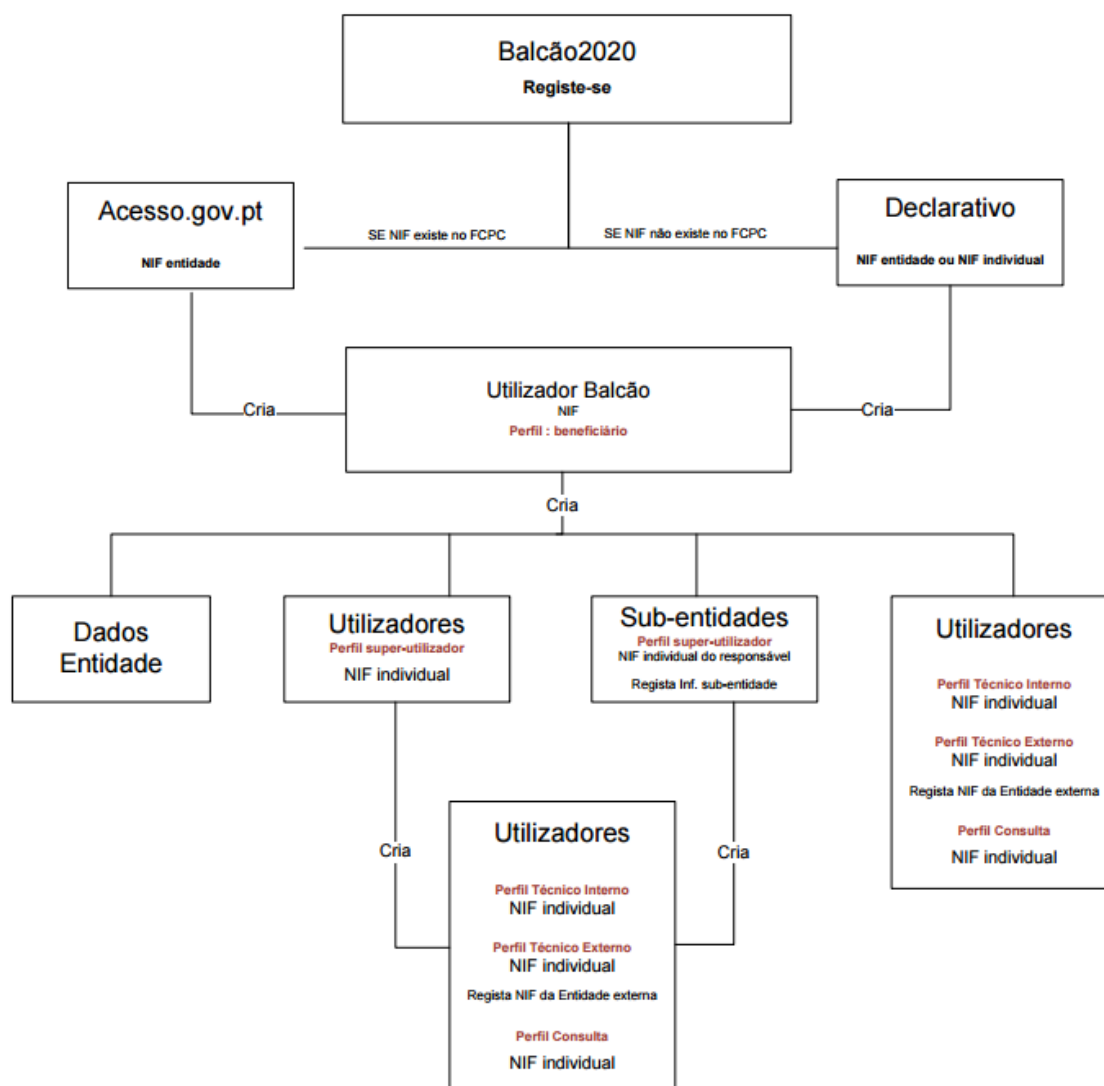 Balcão2020
Registe-se
Acesso.gov.pt
NIF entidade
SE NIF existe no FCPC
SE NIF não existe no FCPC
Declarativo
NIF entidade ou NIF individual
Cria
Utilizador Balcão
NIF
Perfil : beneficiário
Cria
Cria
Dados
Entidade
Utilizadores
Perfil super-utilizador
NIF individual
Sub-entidades
Perfil super-utilizador
NIF individual do responsável
Regista Inf. sub-entidade
Utilizadores
Perfil Técnico Interno
NIF individual
Perfil Técnico Externo
NIF individual
Regista NIF da Entidade externa
Perfil Consulta
NIF individual
Cria
Cria
Utilizadores
Perfil Técnico Interno
NIF individual
Perfil Técnico Externo
NIF individual
Regista NIF da Entidade externa
Perfil Consulta
NIF individual